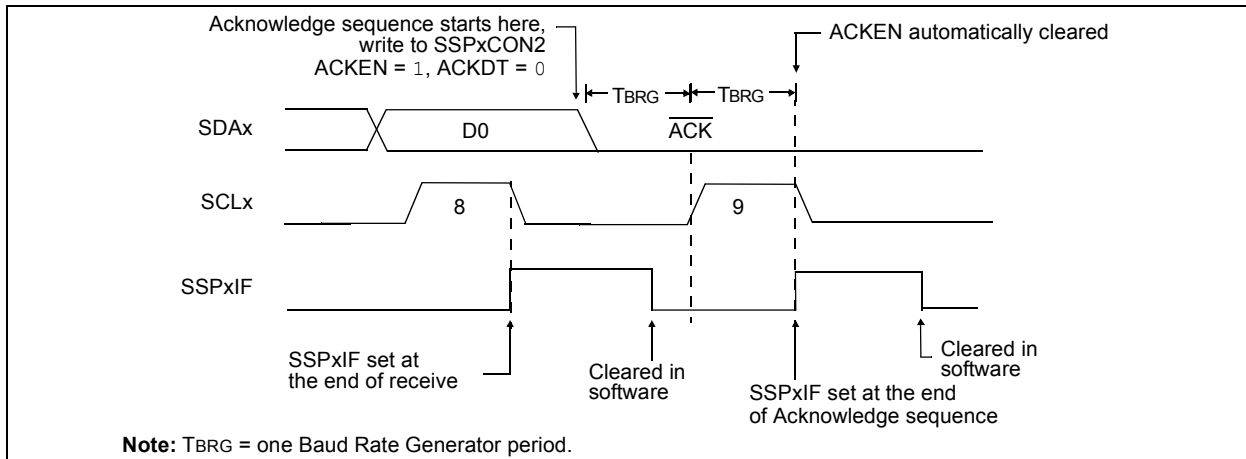 Acknowledge sequence starts here,
write to SSPxCON2
ACKEN = 1, ACKDT = 0
ACKEN automatically cleared
TBRG
TBRG
SDAx
D0
ACK
SCLx
8
9
SSPxIF
SSPxIF set at
the end of receive
Cleared in
software
SSPxIF set at the end
of Acknowledge sequence
Cleared in
software
Note: TBRG = one Baud Rate Generator period.